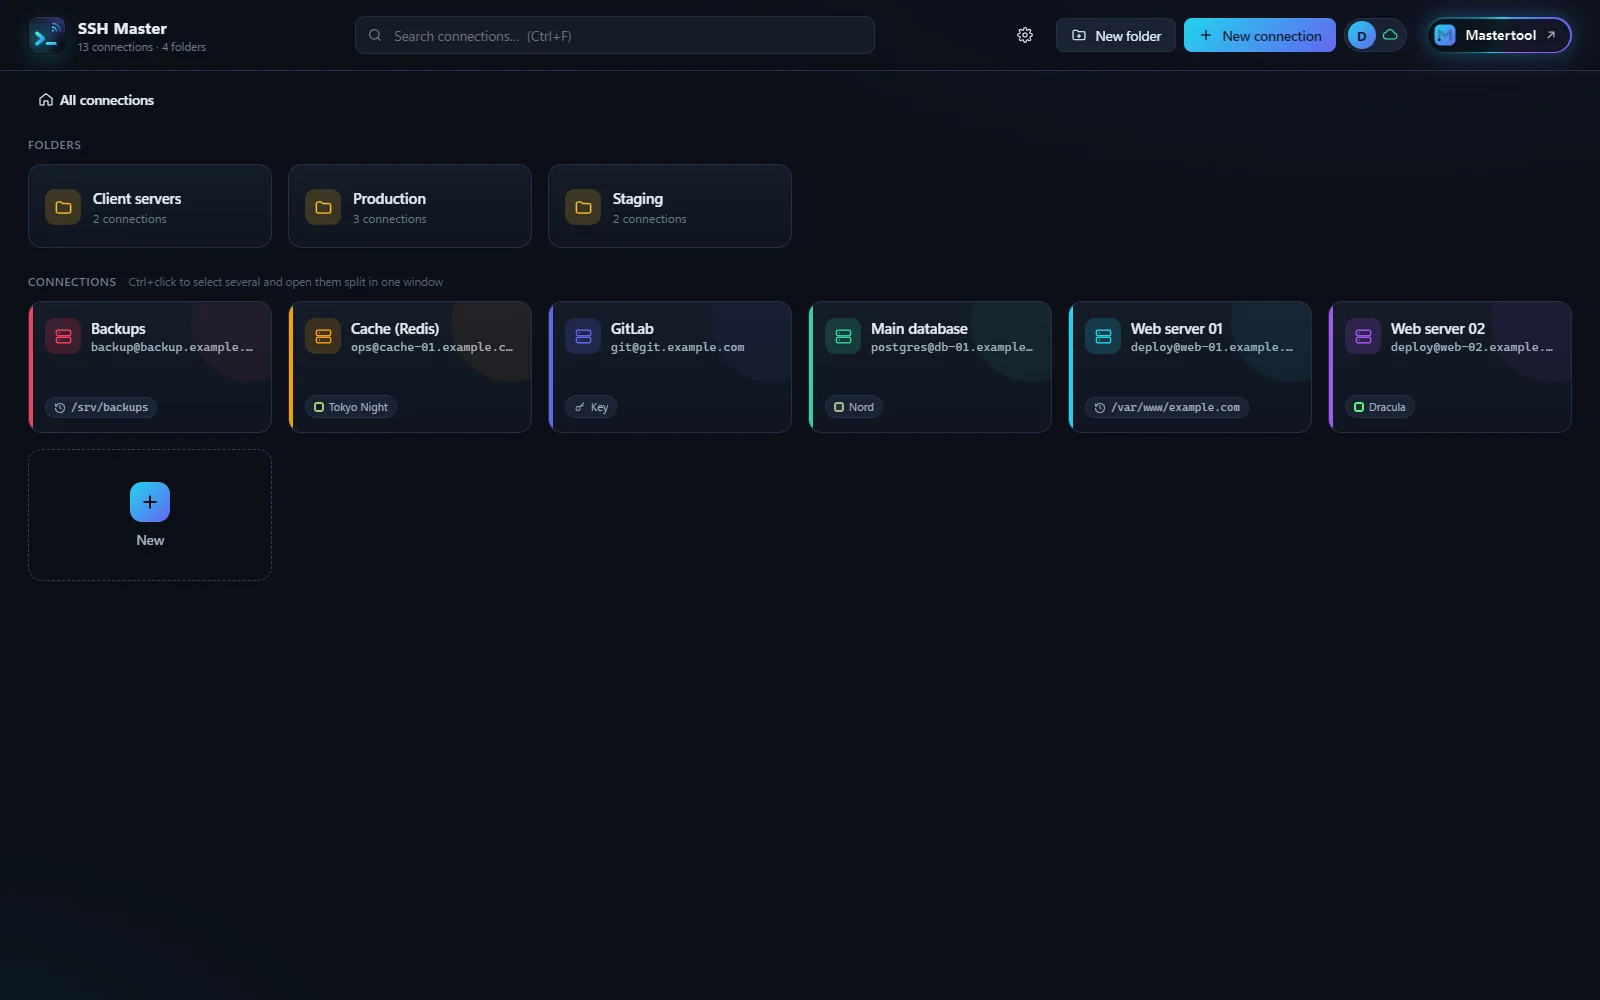 SSH Master
13 connections · 4 folders
Search connections... (Ctrl+F)
New folder
New connection
D
Mastertool
All connections
FOLDERS
Client servers
2 connections
Production
3 connections
Staging
2 connections
CONNECTIONS Ctrl+click to select several and open them split in one window
Backups
backup@backup.example.…
/srv/backups
Cache (Redis)
ops@cache-01.example.c…
Tokyo Night
GitLab
git@git.example.com
Key
Main database
postgres@db-01.example…
Nord
Web server 01
deploy@web-01.example.…
/var/www/example.com
Web server 02
deploy@web-02.example.…
Dracula
New